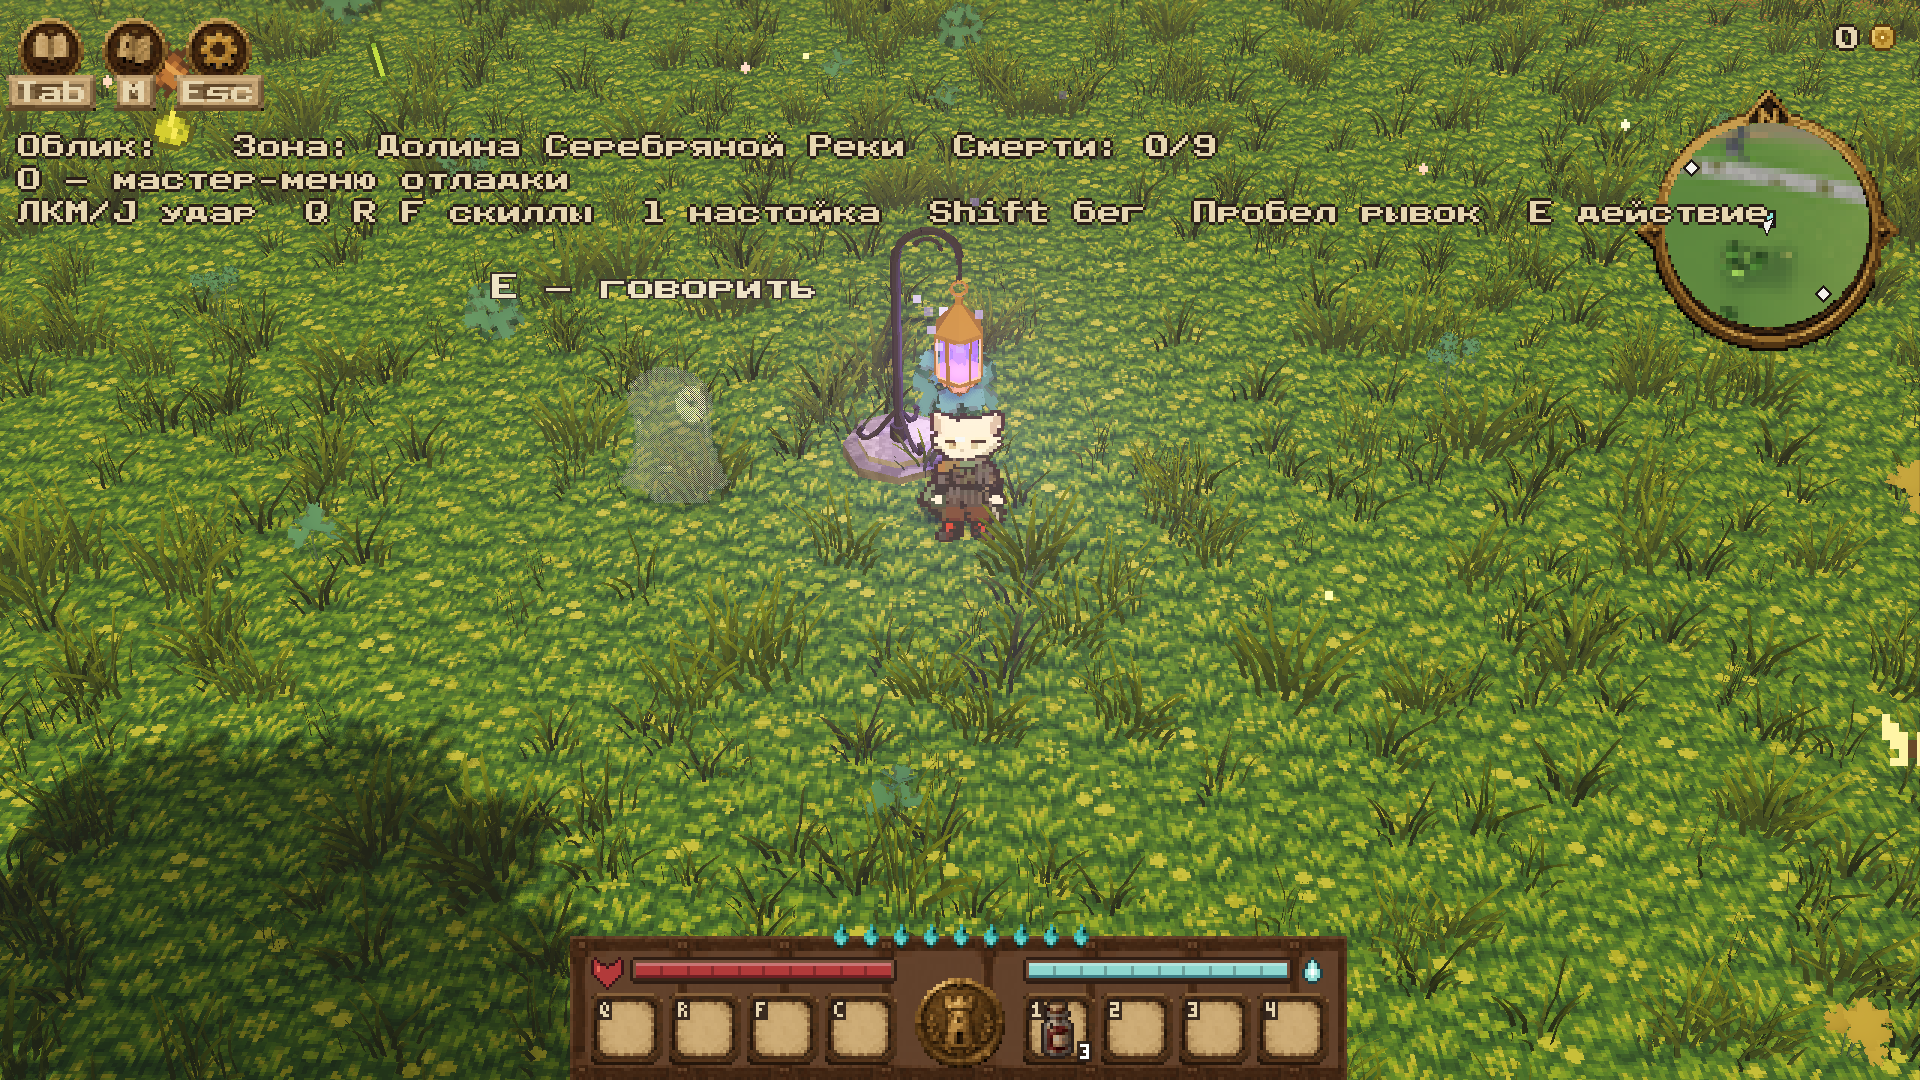 Tab M Esc
0
N
Облик: Зона: Долина Серебряной Реки Смерти: 0/9
O — мастер-меню отладки
ЛКМ/J удар Q R F скиллы 1 настойка Shift бег Пробел рывок E действие
E — говорить
Q R F C 1 2 3 4
3